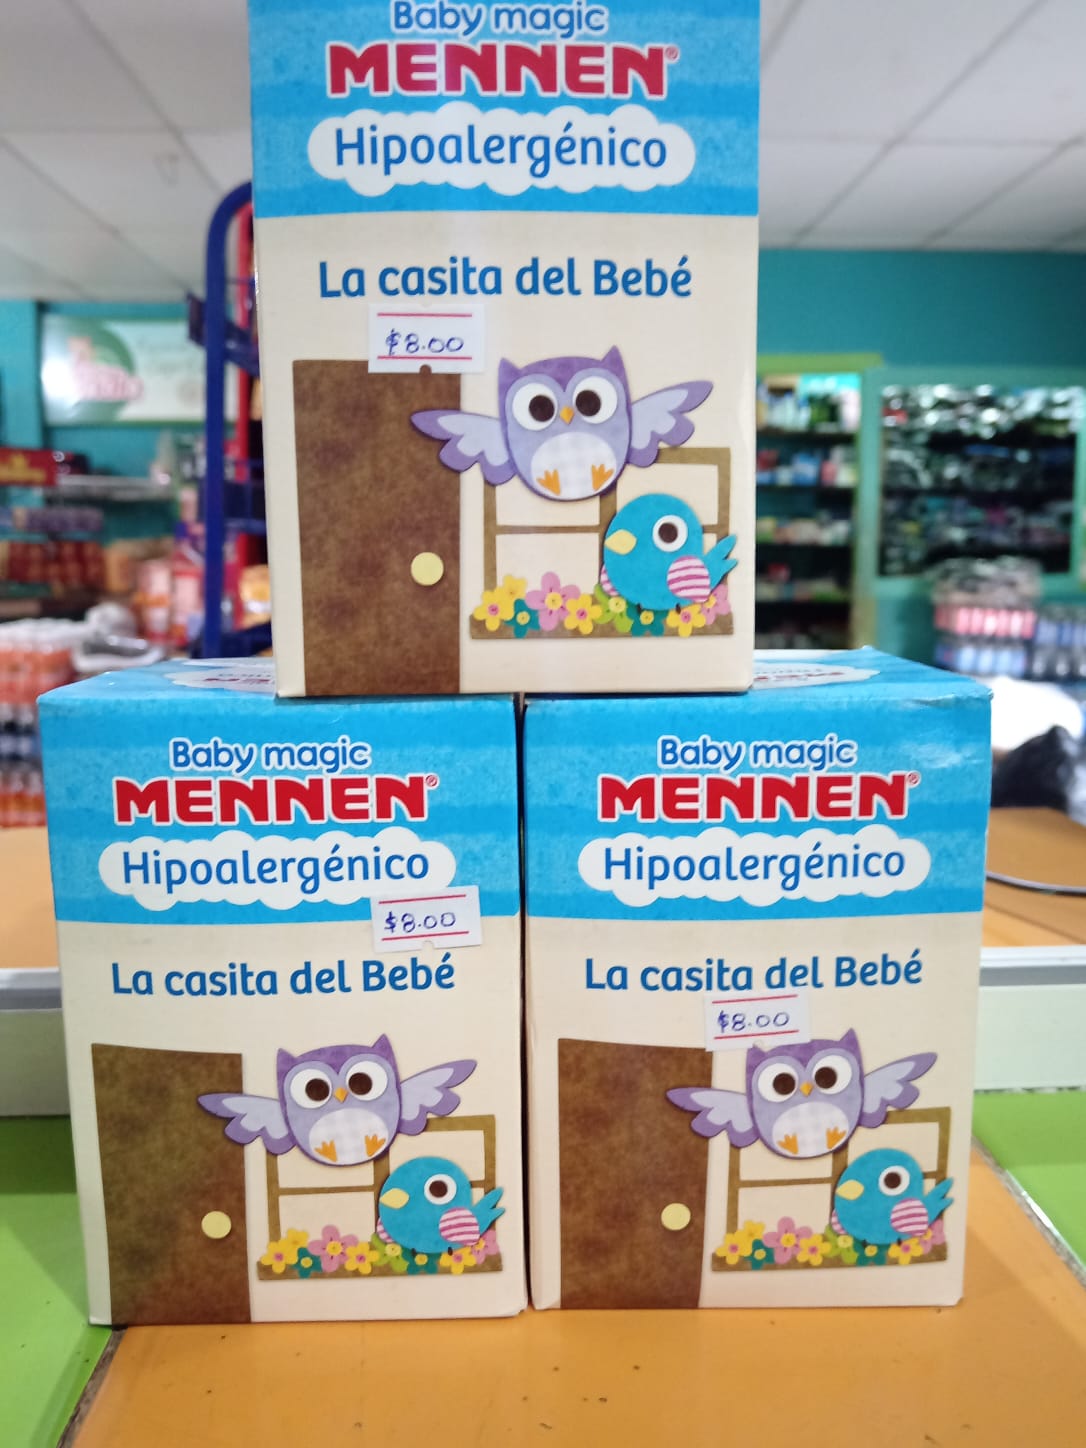 Baby magic
MENNEN®
Hipoalergénico
La casita del Bebé
$8.00
Baby magic
MENNEN®
Hipoalergénico
$8.00
La casita del Bebé
Baby magic
MENNEN®
Hipoalergénico
La casita del Bebé
$8.00